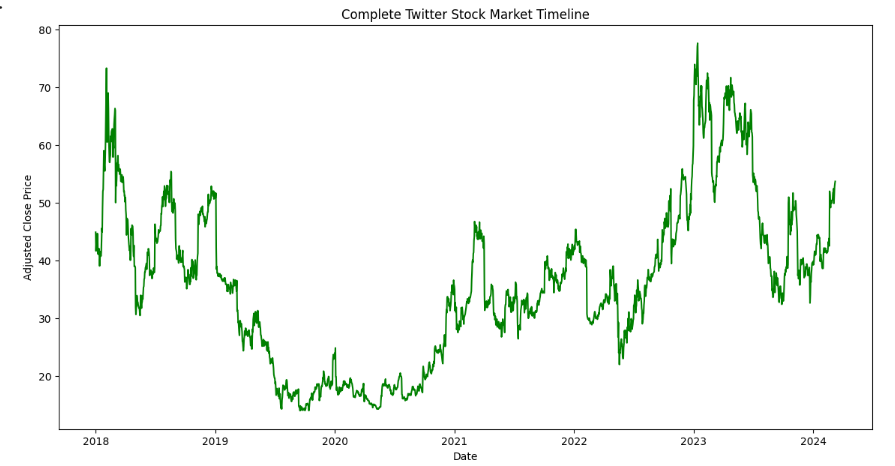 Complete Twitter Stock Market Timeline
Adjusted Close Price
80
70
60
50
40
30
20
2018 2019 2020 2021 2022 2023 2024
Date